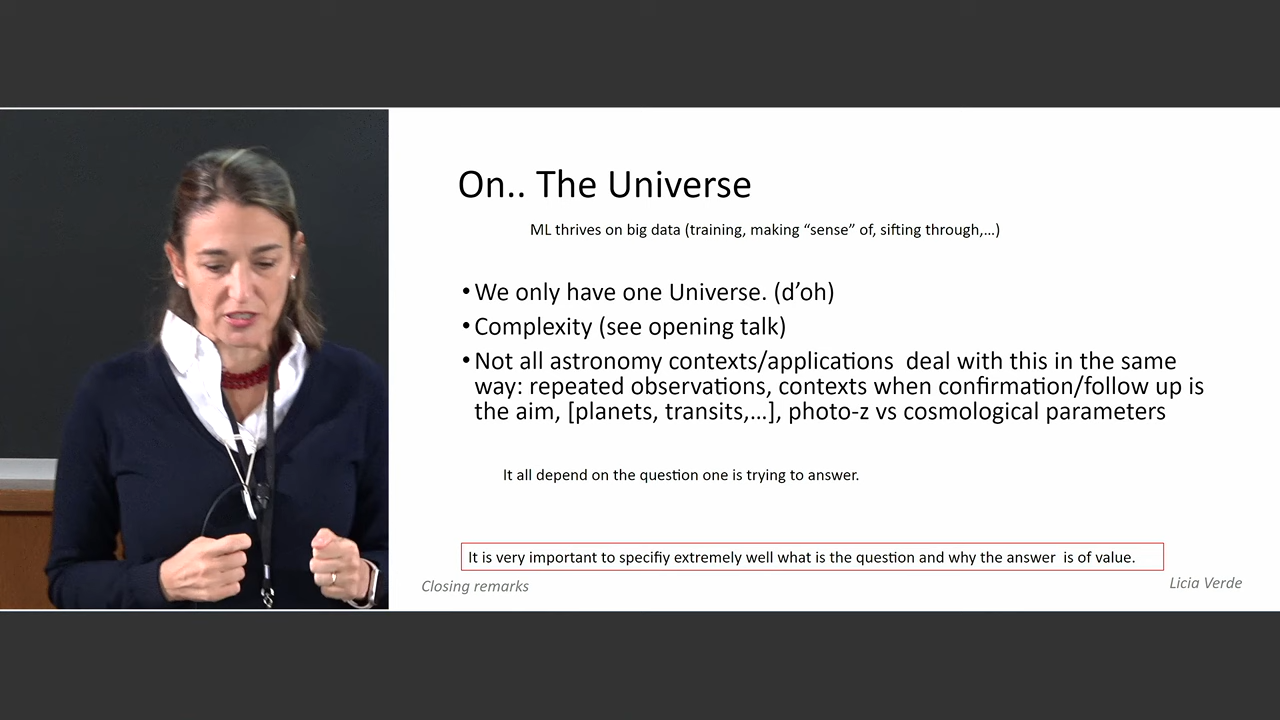 On.. The Universe
ML thrives on big data (training, making “sense” of, sifting through,…)
•We only have one Universe. (d’oh)
•Complexity (see opening talk)
•Not all astronomy contexts/applications  deal with this in the same
way: repeated observations, contexts when confirmation/follow up is
the aim, [planets, transits,…], photo-z vs cosmological parameters
It all depend on the question one is trying to answer.
It is very important to specifiy extremely well what is the question and why the answer  is of value.
Closing remarks
Licia Verde